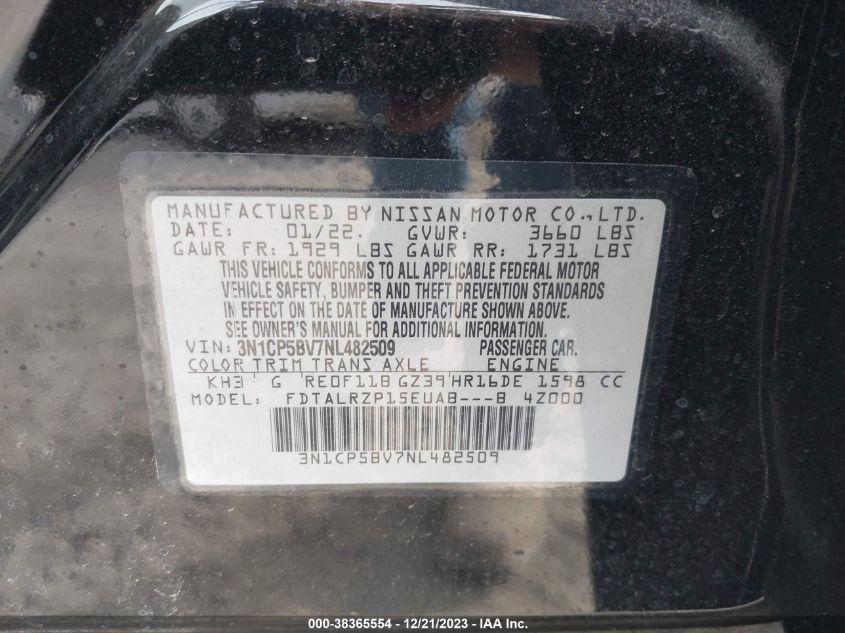 MANUFACTURED BY NISSAN MOTOR CO.,LTD.
DATE: 01/22. GVWR: 3660 LBS
GAWR FR: 1929 LBS GAWR RR: 1731 LBS
THIS VEHICLE CONFORMS TO ALL APPLICABLE FEDERAL MOTOR
VEHICLE SAFETY, BUMPER AND THEFT PREVENTION STANDARDS
IN EFFECT ON THE DATE OF MANUFACTURE SHOWN ABOVE.
SEE OWNER'S MANUAL FOR ADDITIONAL INFORMATION.
VIN: 3N1CP5BV7NL482509 PASSENGER CAR.
COLOR TRIM TRANS AXLE ENGINE
KH3 G RE0F11B GZ39 HR16DE 1598 CC
MODEL: FDTALRZP15EUAB---B 4Z000
3N1CP5BV7NL482509
000-38365554 - 12/21/2023 - IAA Inc.